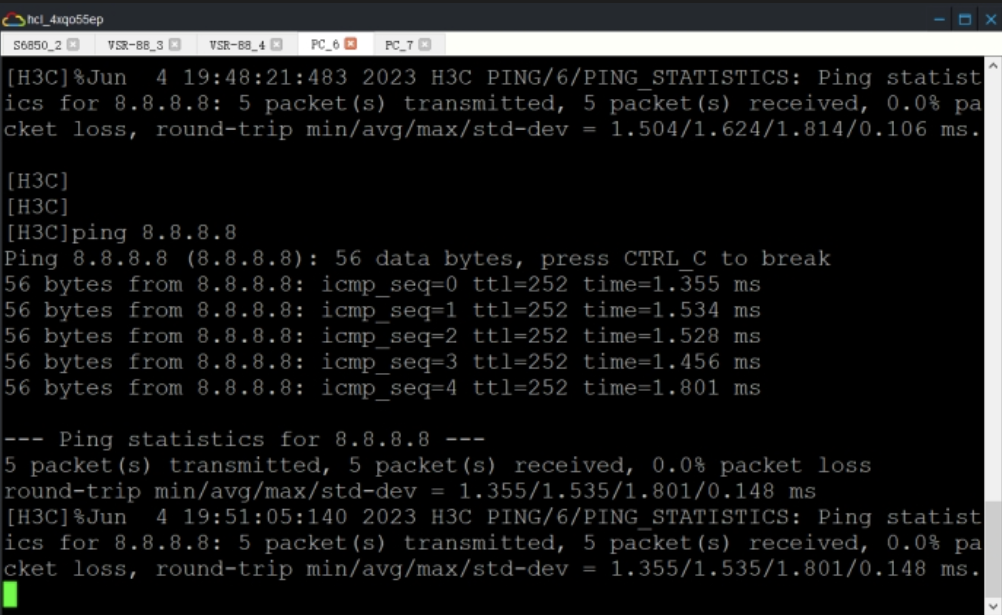 hcl_4xqo55ep
S6850_2 VSR-88_3 VSR-88_4 PC_6 PC_7
[H3C]%Jun  4 19:48:21:483 2023 H3C PING/6/PING_STATISTICS: Ping statist
ics for 8.8.8.8: 5 packet(s) transmitted, 5 packet(s) received, 0.0% pa
cket loss, round-trip min/avg/max/std-dev = 1.504/1.624/1.814/0.106 ms.
[H3C]
[H3C]
[H3C]ping 8.8.8.8
Ping 8.8.8.8 (8.8.8.8): 56 data bytes, press CTRL_C to break
56 bytes from 8.8.8.8: icmp_seq=0 ttl=252 time=1.355 ms
56 bytes from 8.8.8.8: icmp_seq=1 ttl=252 time=1.534 ms
56 bytes from 8.8.8.8: icmp_seq=2 ttl=252 time=1.528 ms
56 bytes from 8.8.8.8: icmp_seq=3 ttl=252 time=1.456 ms
56 bytes from 8.8.8.8: icmp_seq=4 ttl=252 time=1.801 ms
--- Ping statistics for 8.8.8.8 ---
5 packet(s) transmitted, 5 packet(s) received, 0.0% packet loss
round-trip min/avg/max/std-dev = 1.355/1.535/1.801/0.148 ms
[H3C]%Jun  4 19:51:05:140 2023 H3C PING/6/PING_STATISTICS: Ping statist
ics for 8.8.8.8: 5 packet(s) transmitted, 5 packet(s) received, 0.0% pa
cket loss, round-trip min/avg/max/std-dev = 1.355/1.535/1.801/0.148 ms.